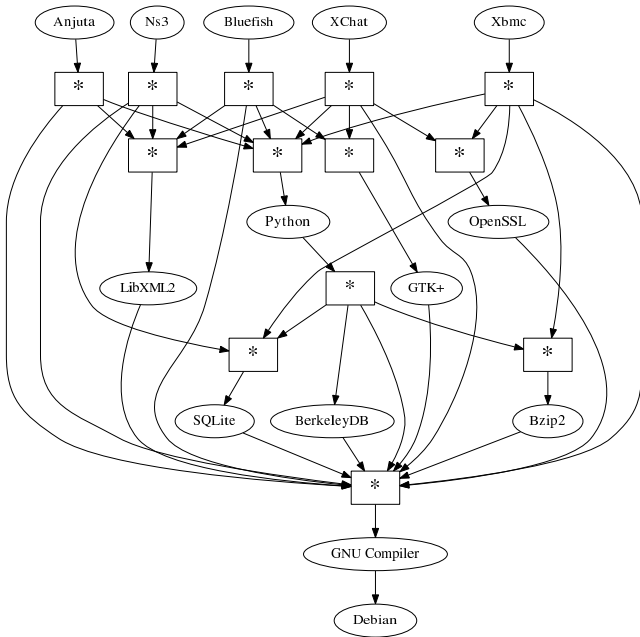 Anjuta
Ns3
Bluefish
XChat
Xbmc
*
*
*
*
*
*
*
*
*
Python
OpenSSL
LibXML2
*
GTK+
*
*
SQLite
BerkeleyDB
Bzip2
*
GNU Compiler
Debian